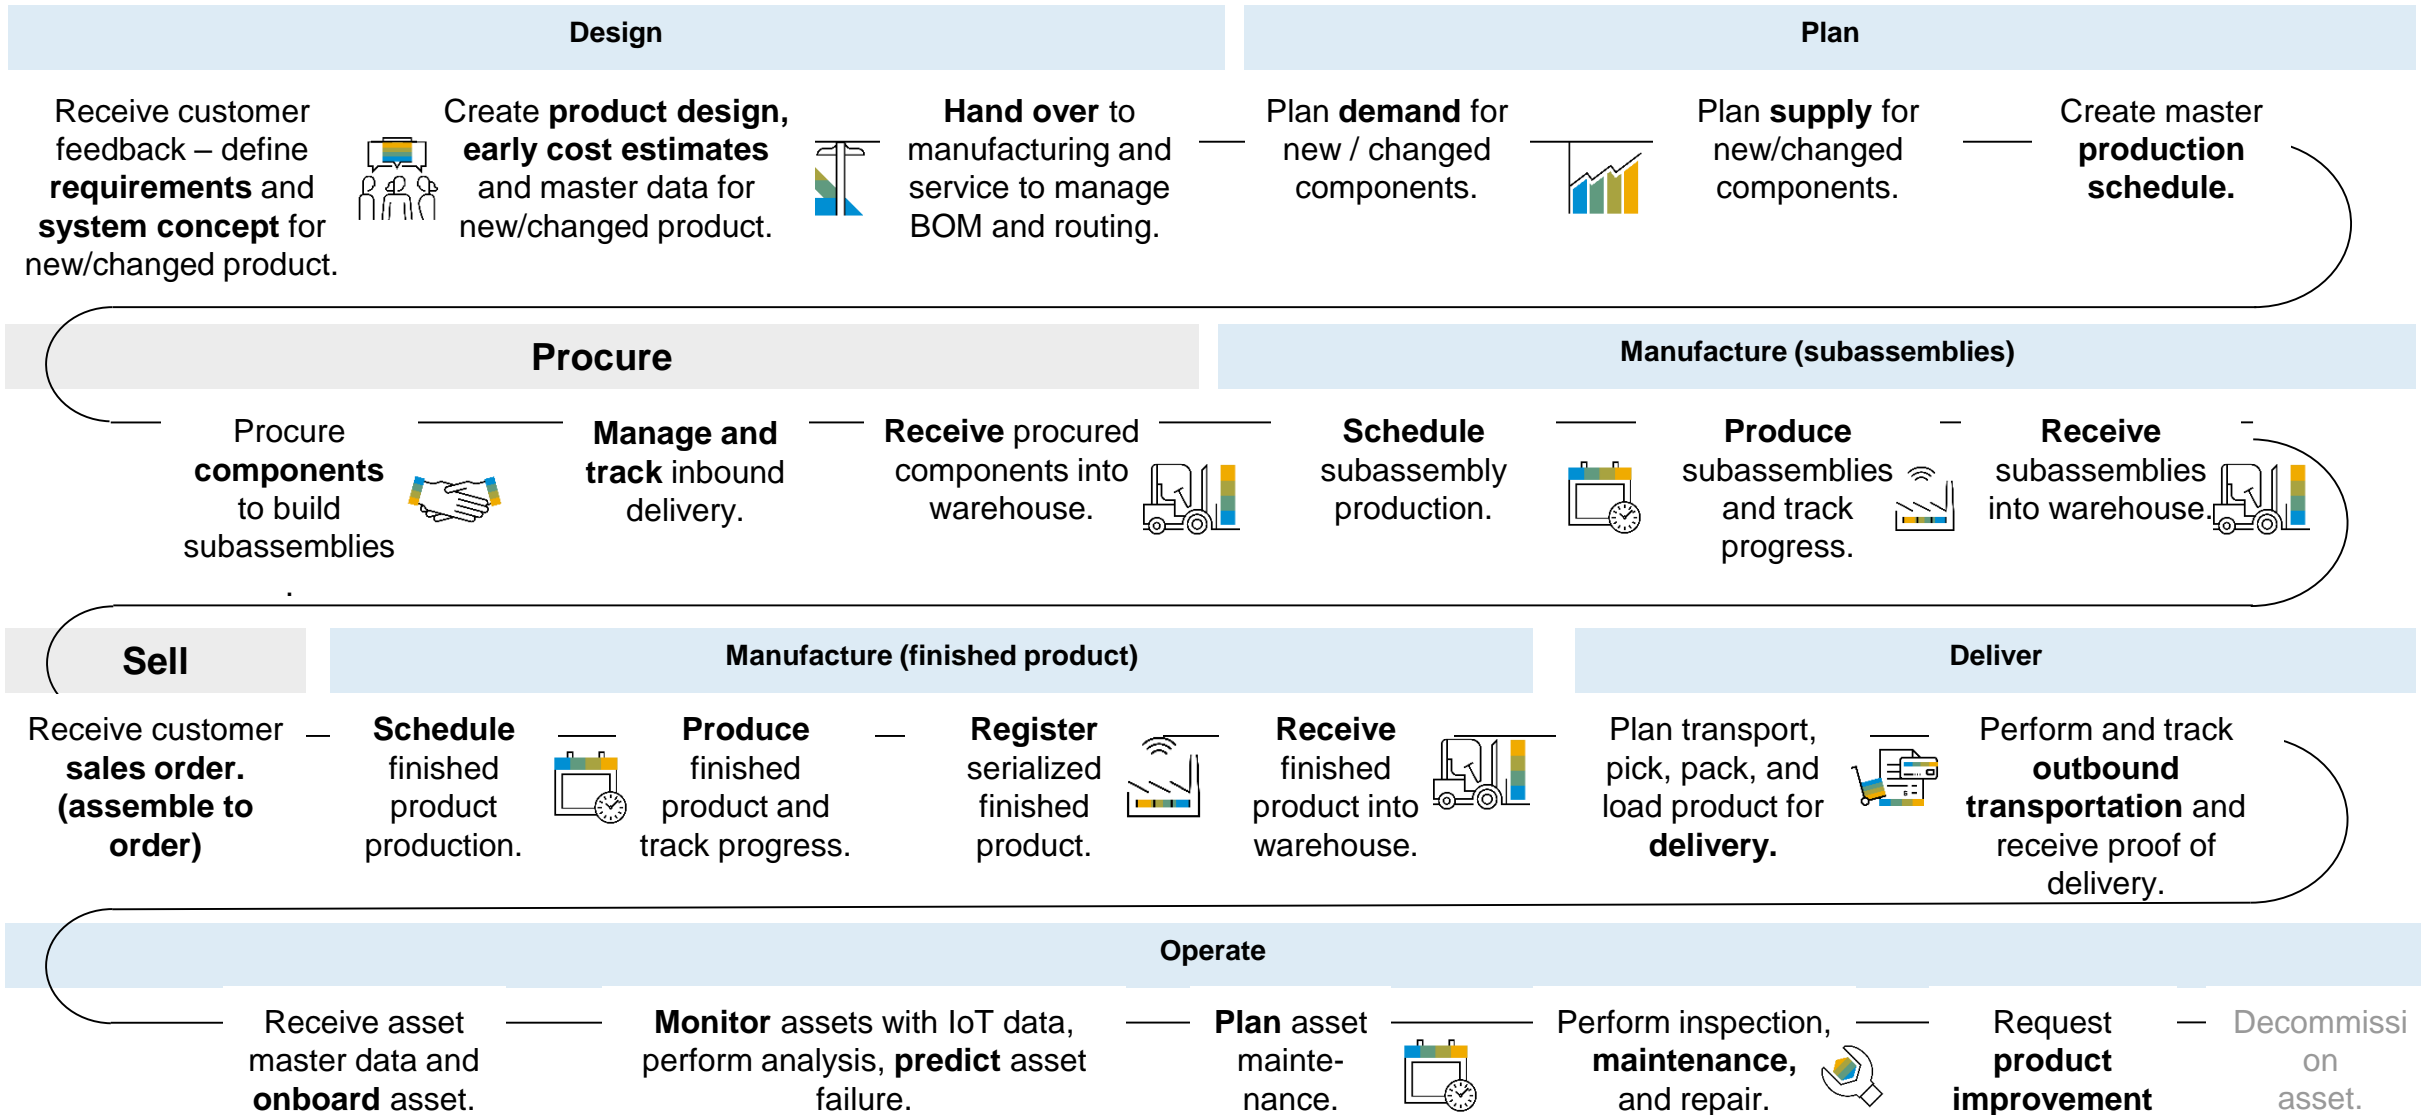 Design
Plan
Receive customer
feedback – define
requirements and
system concept for
new/changed product.
Create product design,
early cost estimates
and master data for
new/changed product.
Hand over to
manufacturing and
service to manage
BOM and routing.
Plan demand for
new / changed
components.
Plan supply for
new/changed
components.
Create master
production
schedule.
Procure
Manufacture (subassemblies)
Procure
components
to build
subassemblies
.
Manage and
track inbound
delivery.
Receive procured
components into
warehouse.
Schedule
subassembly
production.
Produce
subassemblies
and track
progress.
Receive
subassemblies
into warehouse.
Sell
Manufacture (finished product)
Deliver
Receive customer
sales order.
(assemble to
order)
Schedule
finished
product
production.
Produce
finished
product and
track progress.
Register
serialized
finished
product.
Receive
finished
product into
warehouse.
Plan transport,
pick, pack, and
load product for
delivery.
Perform and track
outbound
transportation and
receive proof of
delivery.
Operate
Receive asset
master data and
onboard asset.
Monitor assets with IoT data,
perform analysis, predict asset
failure.
Plan asset
mainte-
nance.
Perform inspection,
maintenance,
and repair.
Request
product
improvement
Decommissi
on
asset.